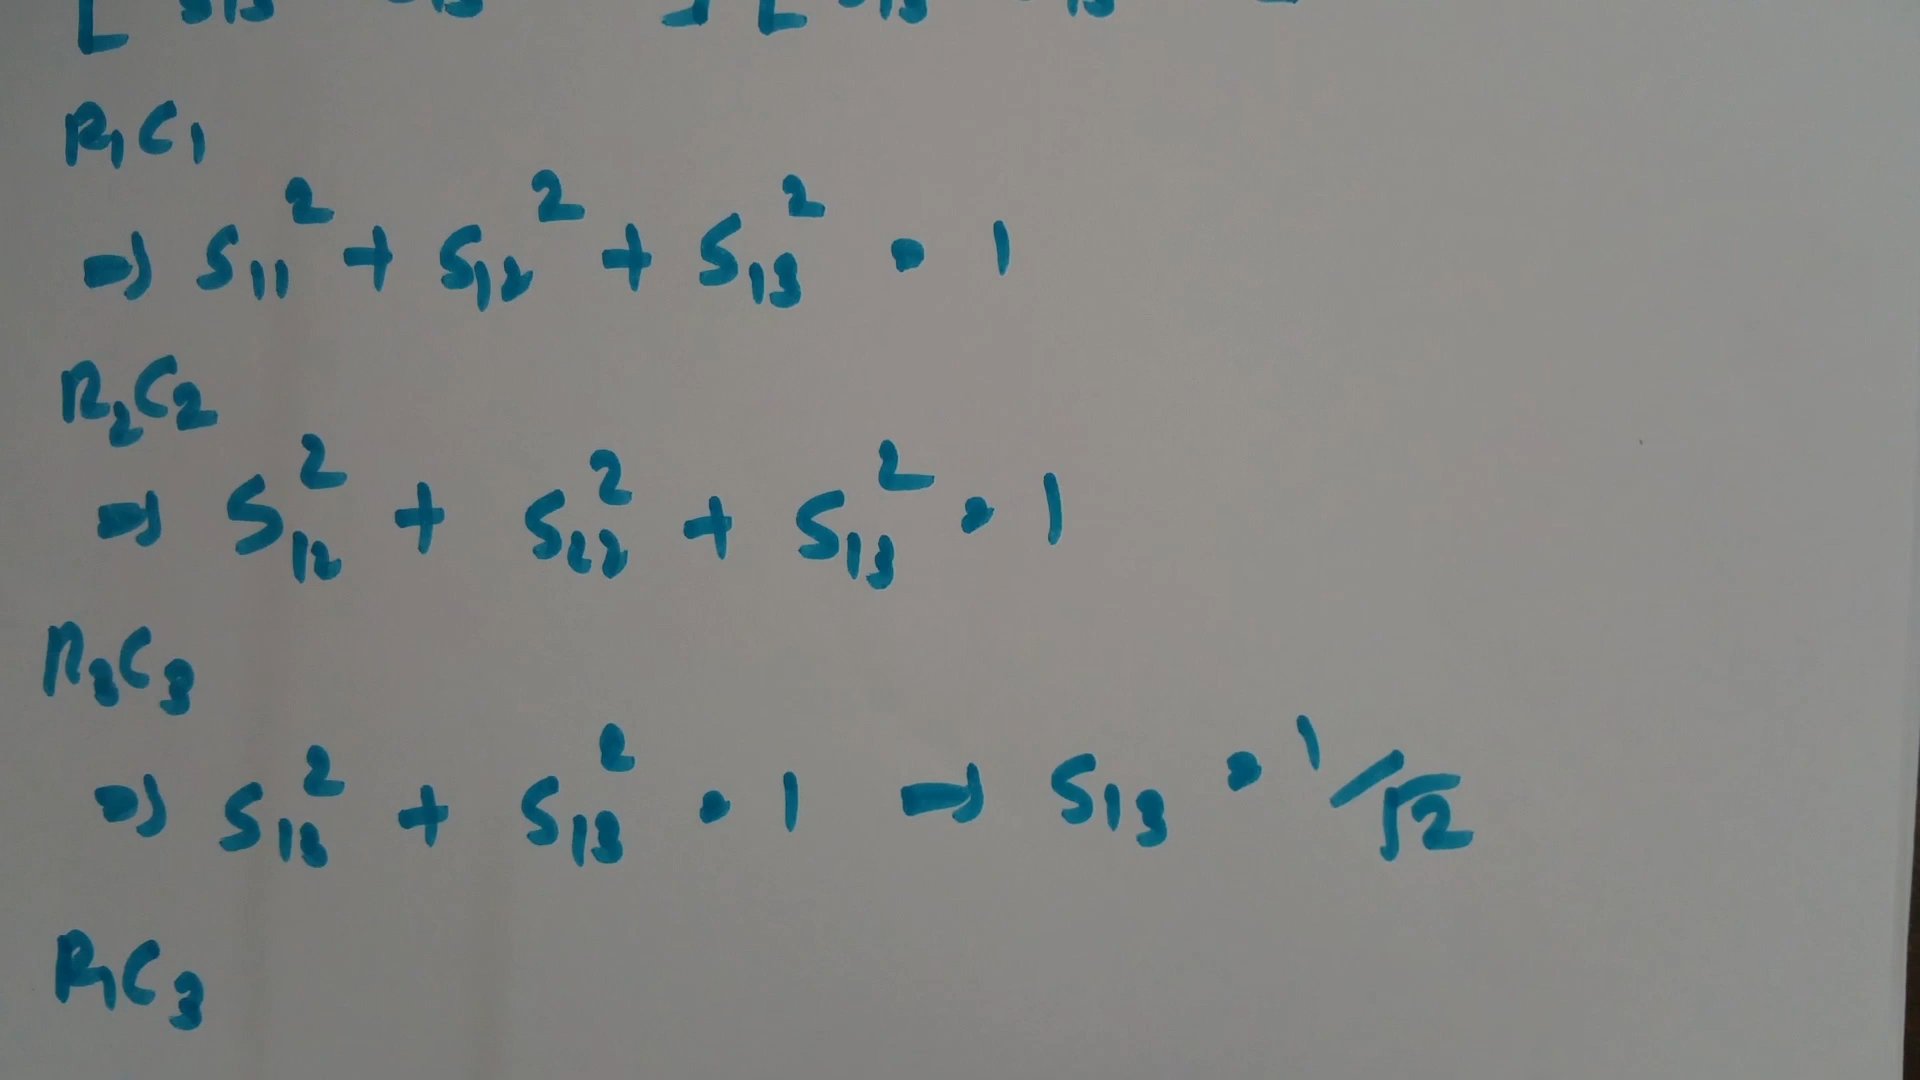 R₁C₁
⇒ S₁₁² + S₁₂² + S₁₃² = 1
R₂C₂
⇒ S₁₂² + S₂₂² + S₁₃² = 1
R₃C₃
⇒ S₁₃² + S₁₃² = 1 ⇒ S₁₃ = 1/√2
R₁C₃